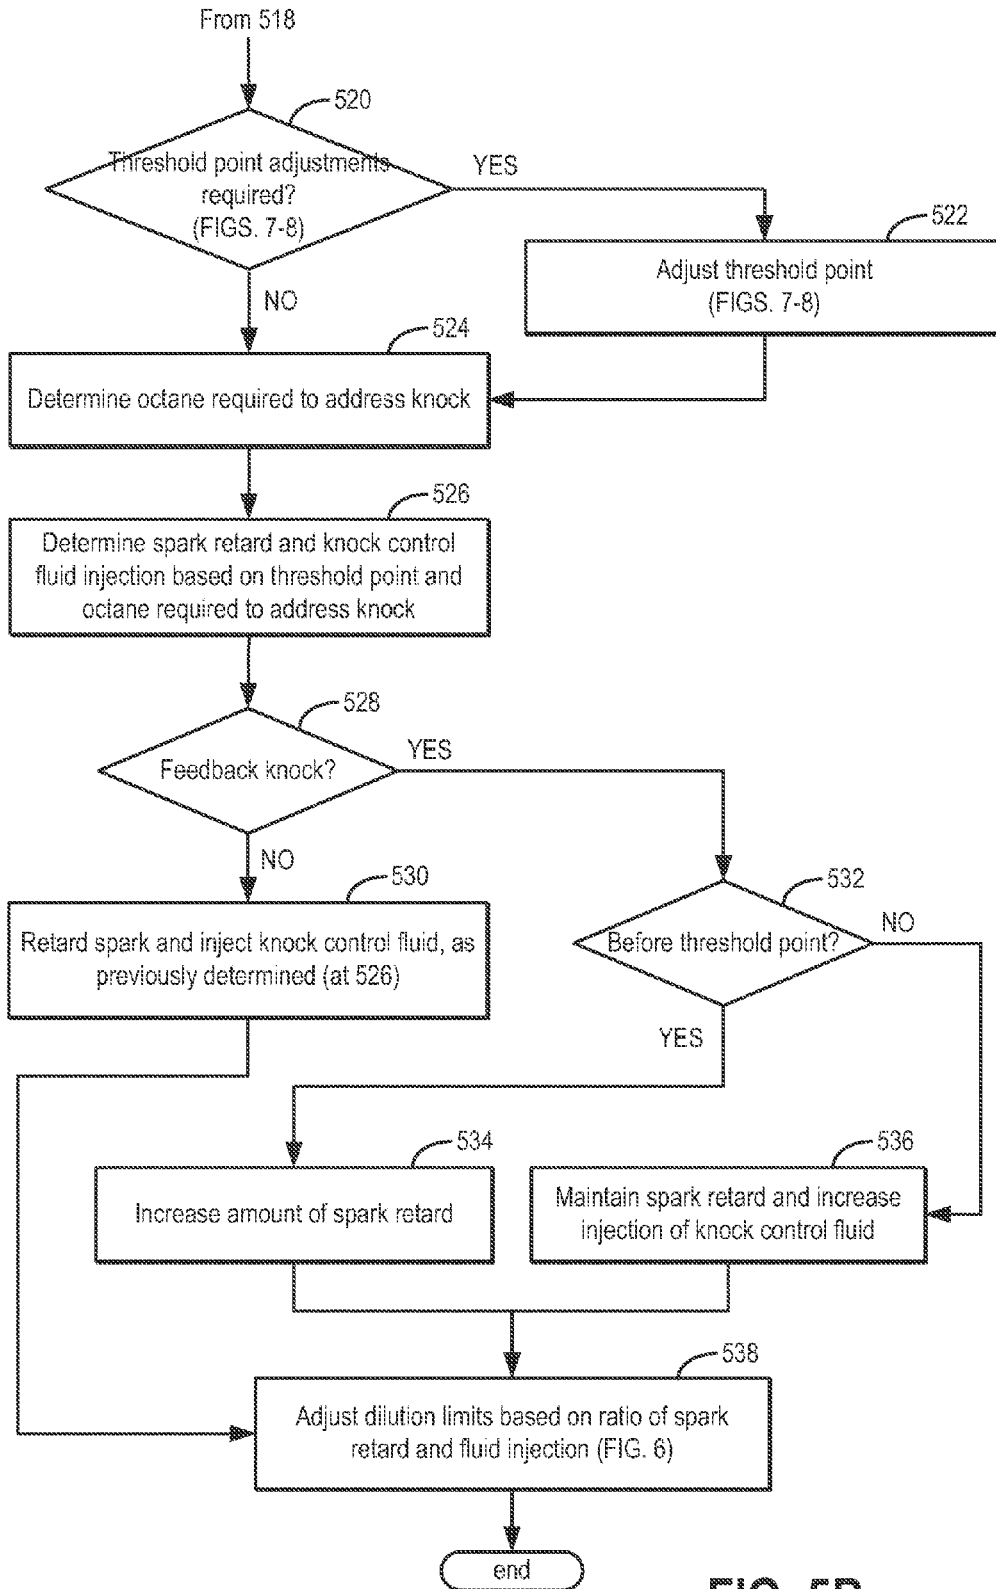 From 518
520
Threshold point adjustments
required?
(FIGS. 7-8)
YES
522
Adjust threshold point
(FIGS. 7-8)
NO
524
Determine octane required to address knock
526
Determine spark retard and knock control
fluid injection based on threshold point and
octane required to address knock
528
Feedback knock?
YES
NO
530
Retard spark and inject knock control fluid, as
previously determined (at 526)
532
Before threshold point?
NO
YES
534
Increase amount of spark retard
536
Maintain spark retard and increase
injection of knock control fluid
538
Adjust dilution limits based on ratio of spark
retard and fluid injection (FIG. 6)
end
FIG. 5B